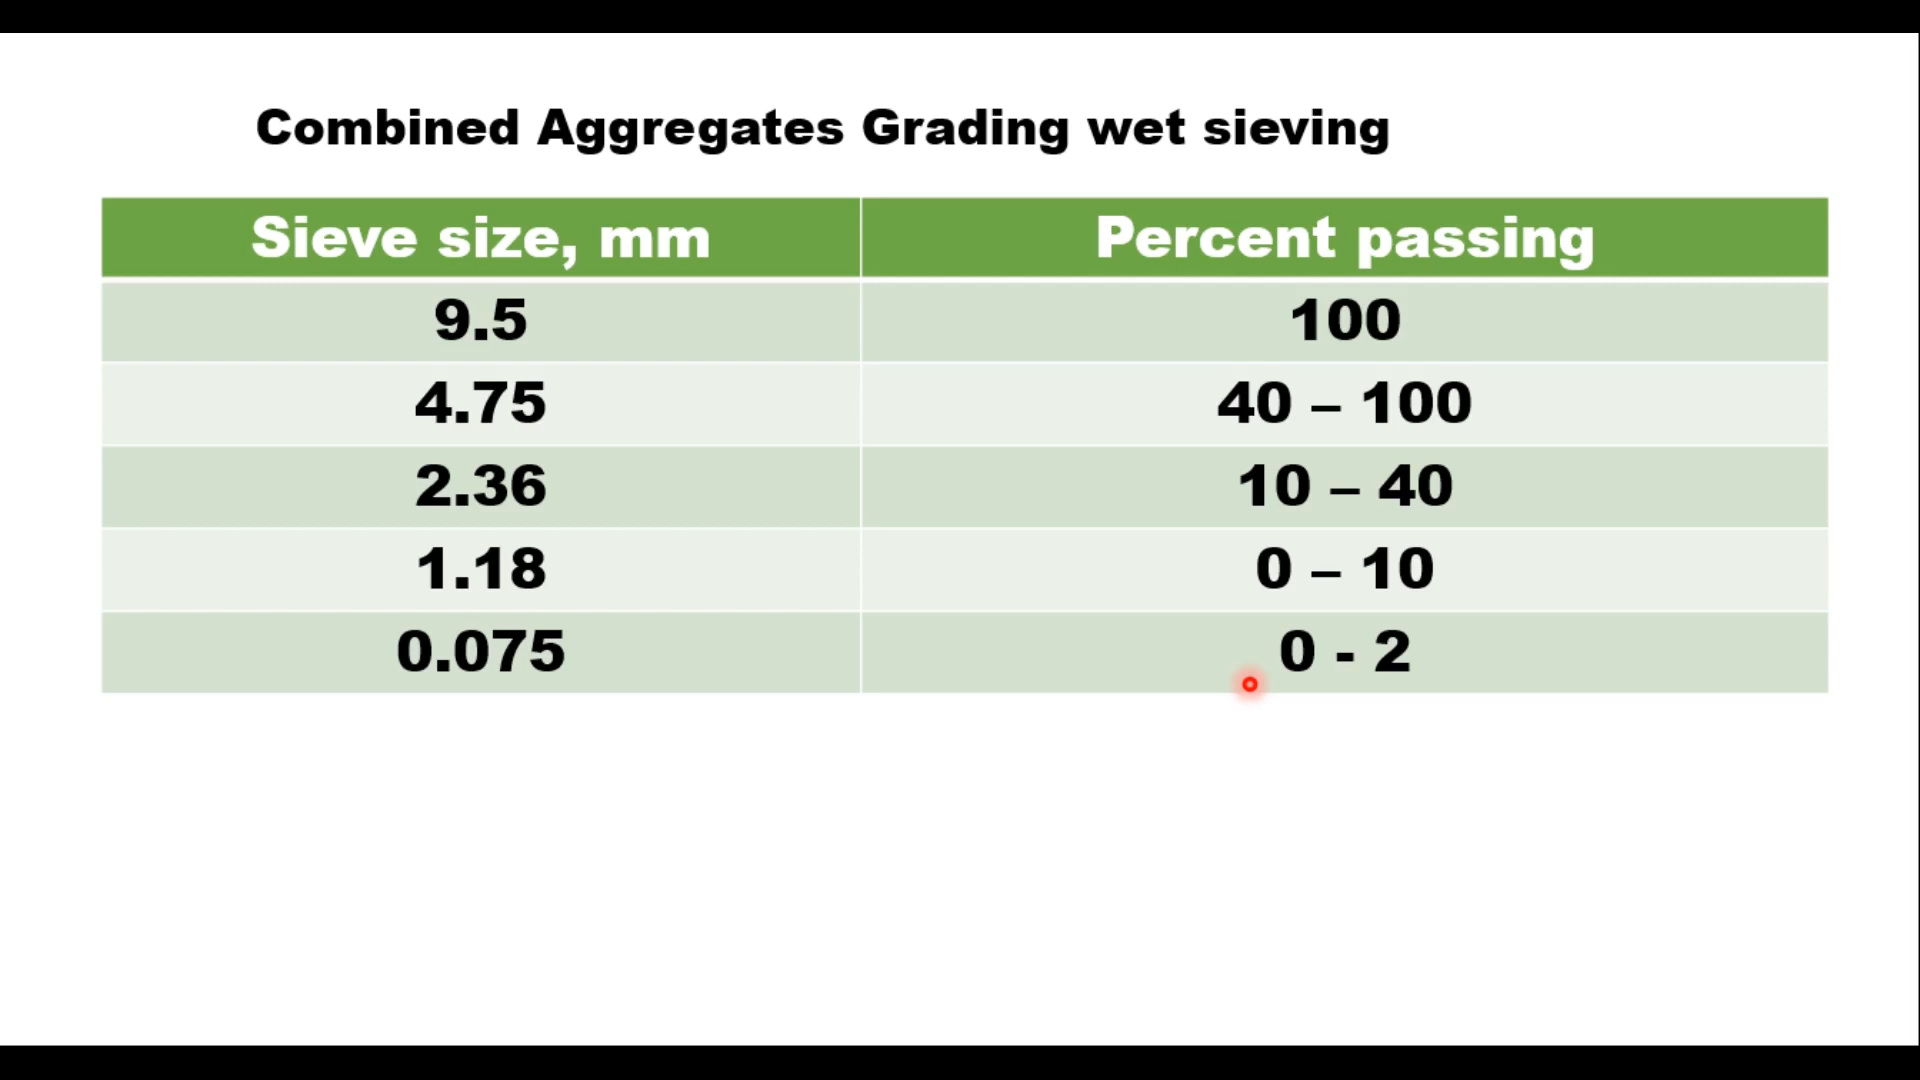 Combined Aggregates Grading wet sieving
Sieve size, mm Percent passing
9.5 100
4.75 40 – 100
2.36 10 – 40
1.18 0 – 10
0.075 0 - 2